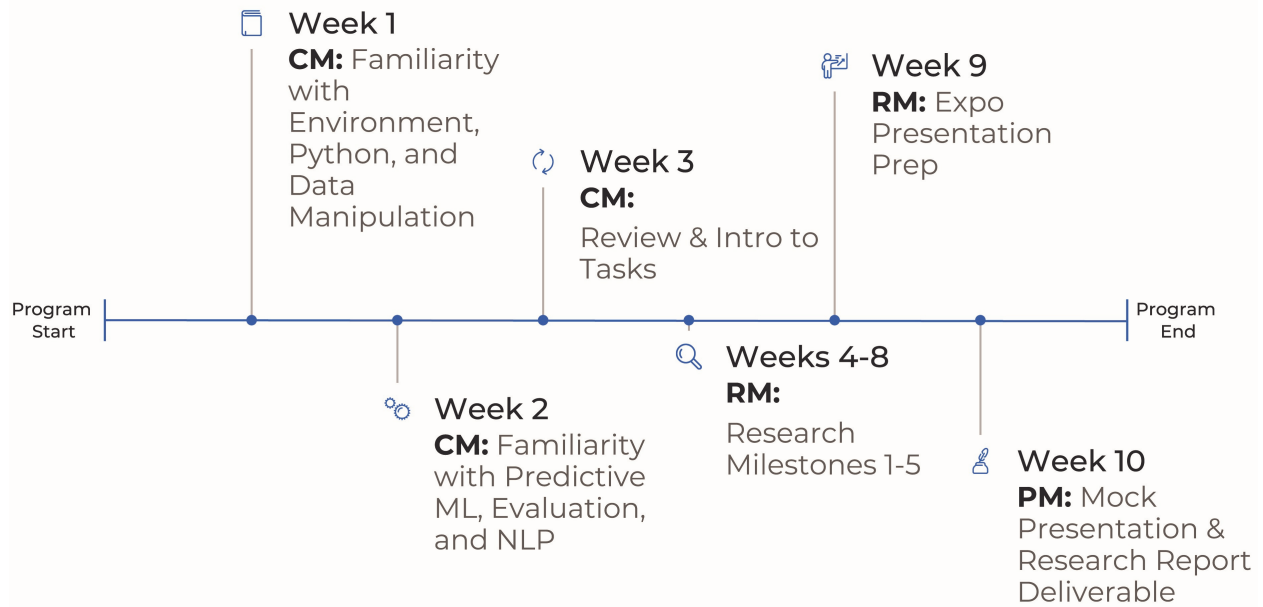 Program
Start
Week 1
CM: Familiarity
with
Environment,
Python, and
Data
Manipulation
Week 2
CM: Familiarity
with Predictive
ML, Evaluation,
and NLP
Week 3
CM:
Review & Intro to
Tasks
Weeks 4-8
RM:
Research
Milestones 1-5
Week 9
RM: Expo
Presentation
Prep
Week 10
PM: Mock
Presentation &
Research Report
Deliverable
Program
End